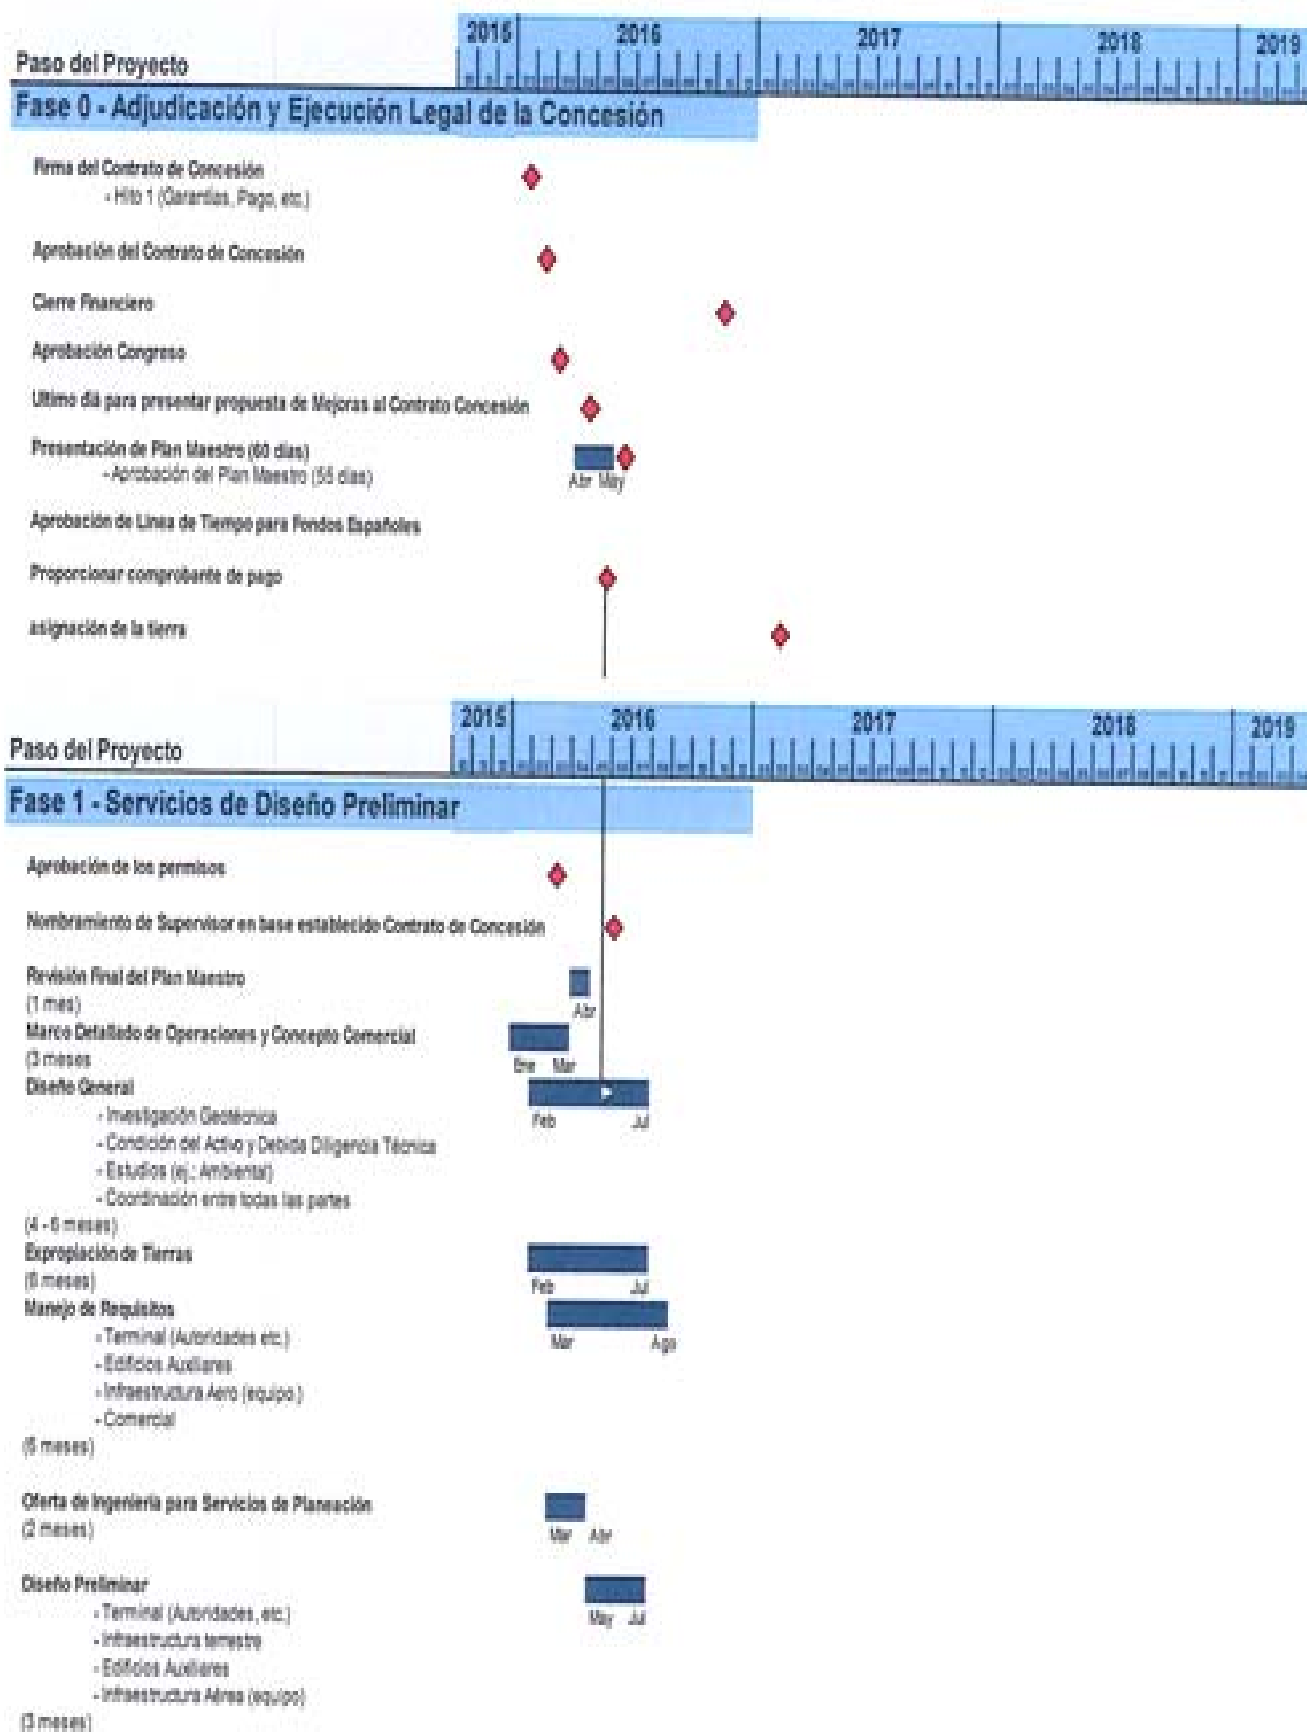 2015 2016 2017 2018 2019
Paso del Proyecto
Fase 0 - Adjudicación y Ejecución Legal de la Concesión
Firma del Contrato de Concesión
- Hito 1 (Garantías, Pago, etc.)
Aprobación del Contrato de Concesión
Cierre Financiero
Aprobación Congreso
Ultimo día para presentar propuesta de Mejoras al Contrato Concesión
Presentación de Plan Maestro (60 días)
- Aprobación del Plan Maestro (55 días)
Abr May
Aprobación de Línea de Tiempo para Fondos Españoles
Proporcionar comprobante de pago
asignación de la tierra
2015 2016 2017 2018 2019
Paso del Proyecto
Fase 1 - Servicios de Diseño Preliminar
Aprobación de los permisos
Nombramiento de Supervisor en base establecido Contrato de Concesión
Revisión Final del Plan Maestro
(1 mes)
Abr
Marco Detallado de Operaciones y Concepto Comercial
(3 meses
Ene Mar
Diseño General
- Investigación Geotécnica
Feb Jul
- Condición del Activo y Debida Diligencia Técnica
- Estudios (ej.; Ambiental)
- Coordinación entre todas las partes
(4 - 6 meses)
Expropiación de Tierras
(6 meses)
Feb Jul
Manejo de Requisitos
- Terminal (Autoridades etc.)
Mar Ago
- Edificios Auxiliares
- Infraestructura Aero (equipo.)
- Comercial
(6 meses)
Oferta de Ingeniería para Servicios de Planeación
(2 meses)
Mar Abr
Diseño Preliminar
- Terminal (Autoridades, etc.)
May Jul
- Infraestructura terrestre
- Edificios Auxiliares
- Infraestructura Aérea (equipo)
(3 meses)